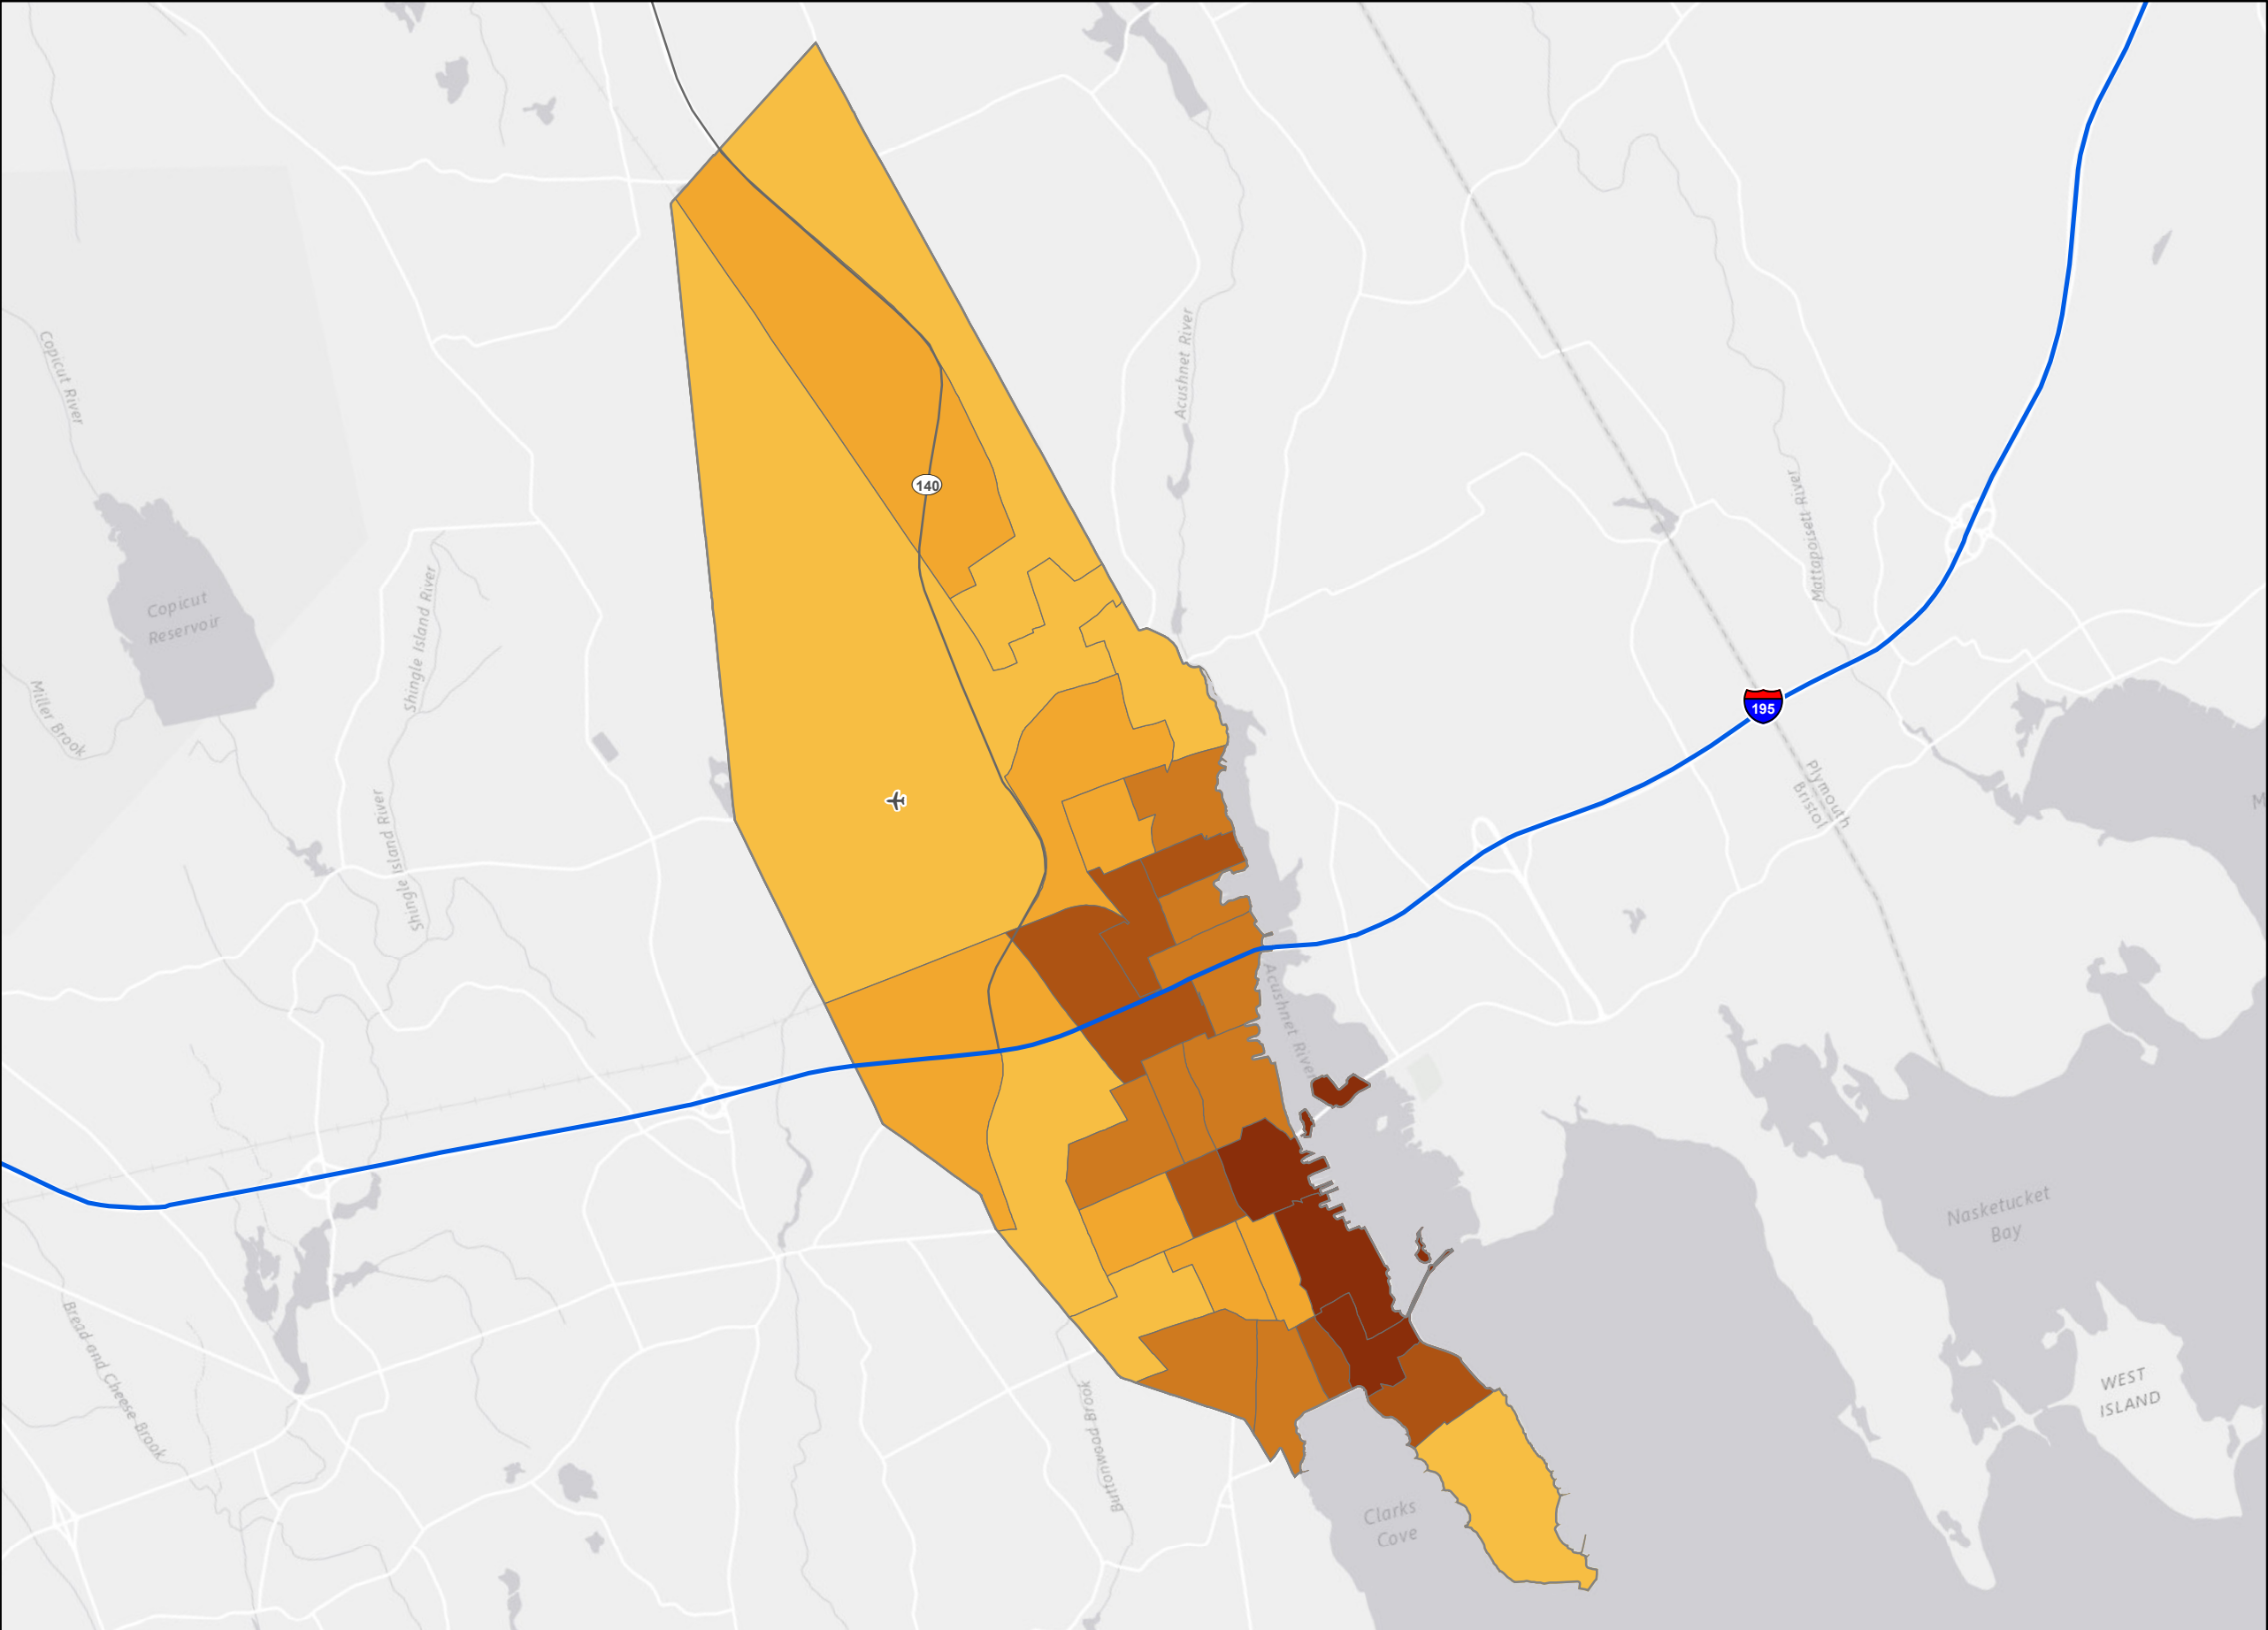 Copicut River
Acushnet River
Mattapoisett River
140
Copicut
Reservoir
Shingle Island River
Miller Brook
195
Plymouth
Bristol
Shingle Island River
Acushnet River
Nasketucket
Bay
Bread and Cheese Brook
Buttonwood Brook
WEST
ISLAND
Clarks
Cove